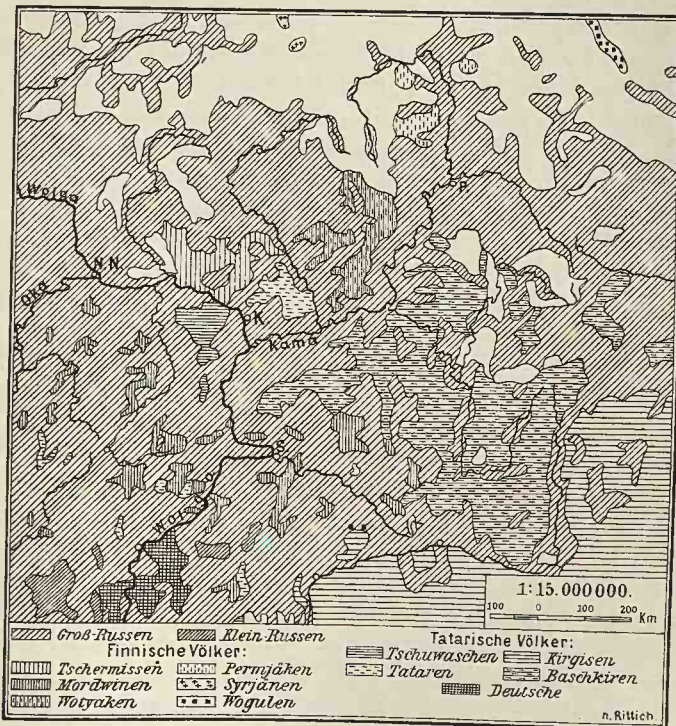 Wolga
P.
N.N.
Oka
K.
Kama
S.
Wolga
1:15.000000.
100 0 100 200 Km
Groß-Russen Klein-Russen
Finnische Völker:
Tschermissen Permjäken
Mordwinen Syrjänen
Wotyaken Wogulen
Tatarische Völker:
Tschuwaschen Kirgisen
Tataren Baschkiren
Deutsche
n. Rittich.